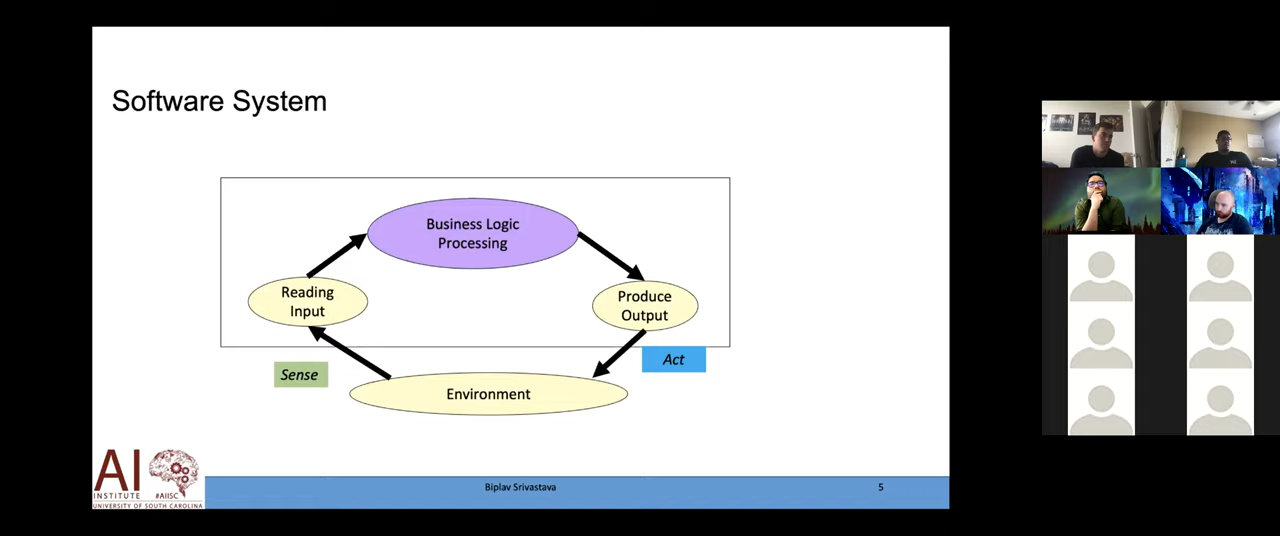 Software System
Business Logic
Processing
Reading
Input
Produce
Output
Sense
Act
Environment
AI
INSTITUTE #AIISC
UNIVERSITY OF SOUTH CAROLINA
Biplav Srivastava
5